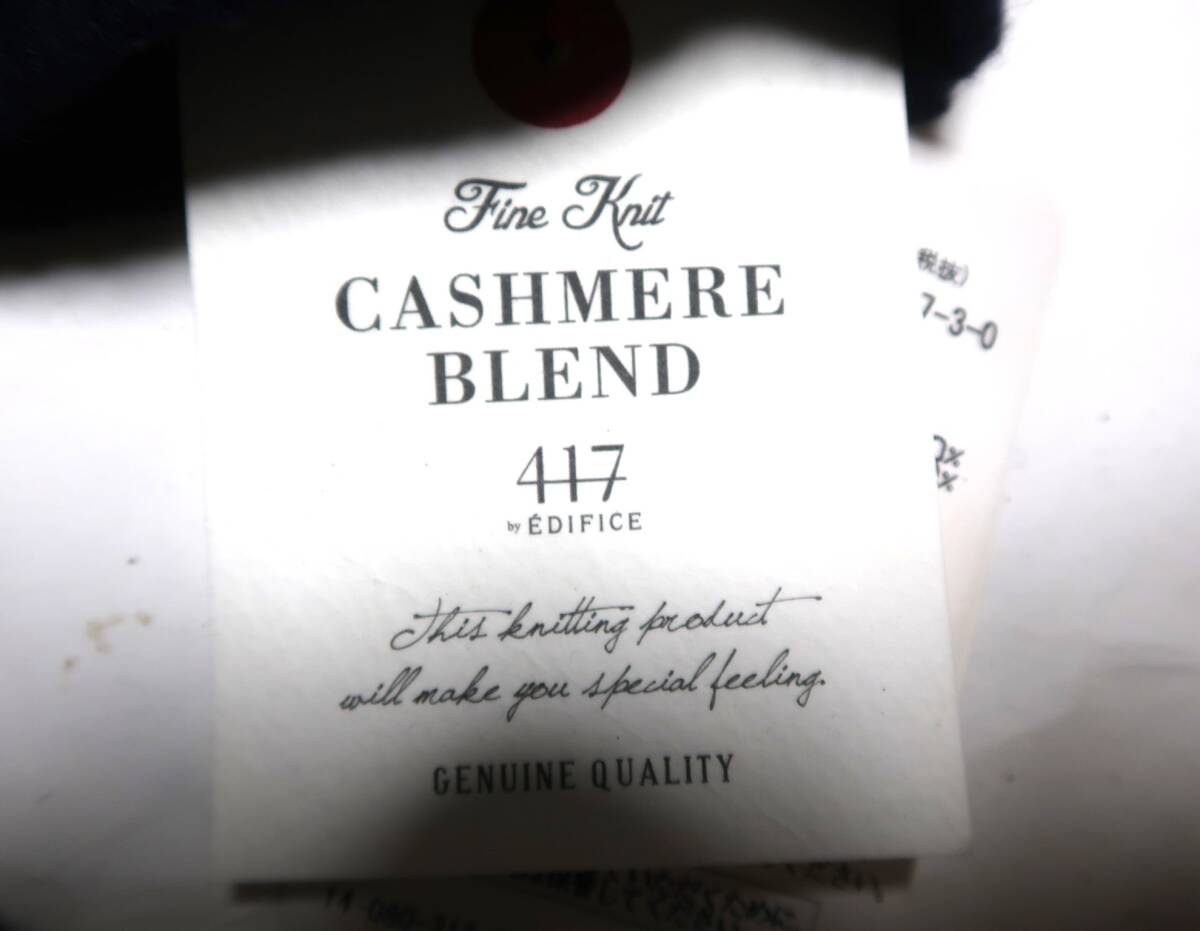 Fine Knit
CASHMERE
BLEND
417
by ÉDIFICE
This knitting product
will make you special feeling.
GENUINE QUALITY
税抜)
7-3-0
%
%